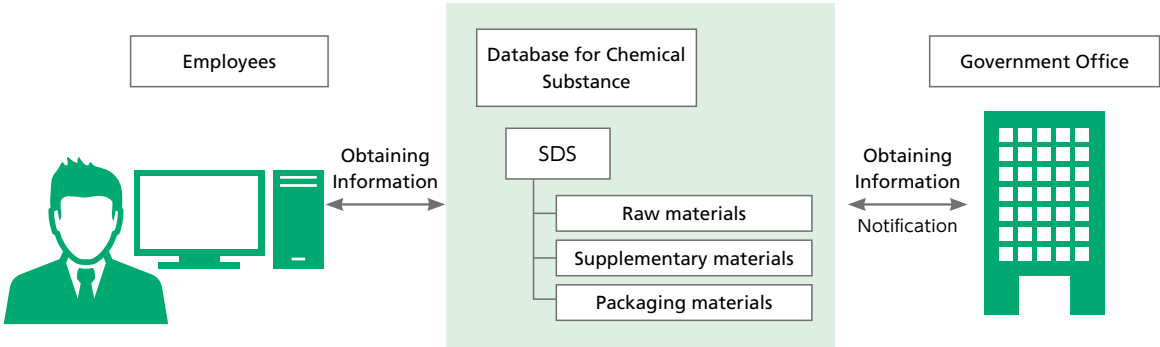 Employees
Obtaining
Information
Database for Chemical
Substance
SDS
Raw materials
Supplementary materials
Packaging materials
Government Office
Obtaining
Information
Notification